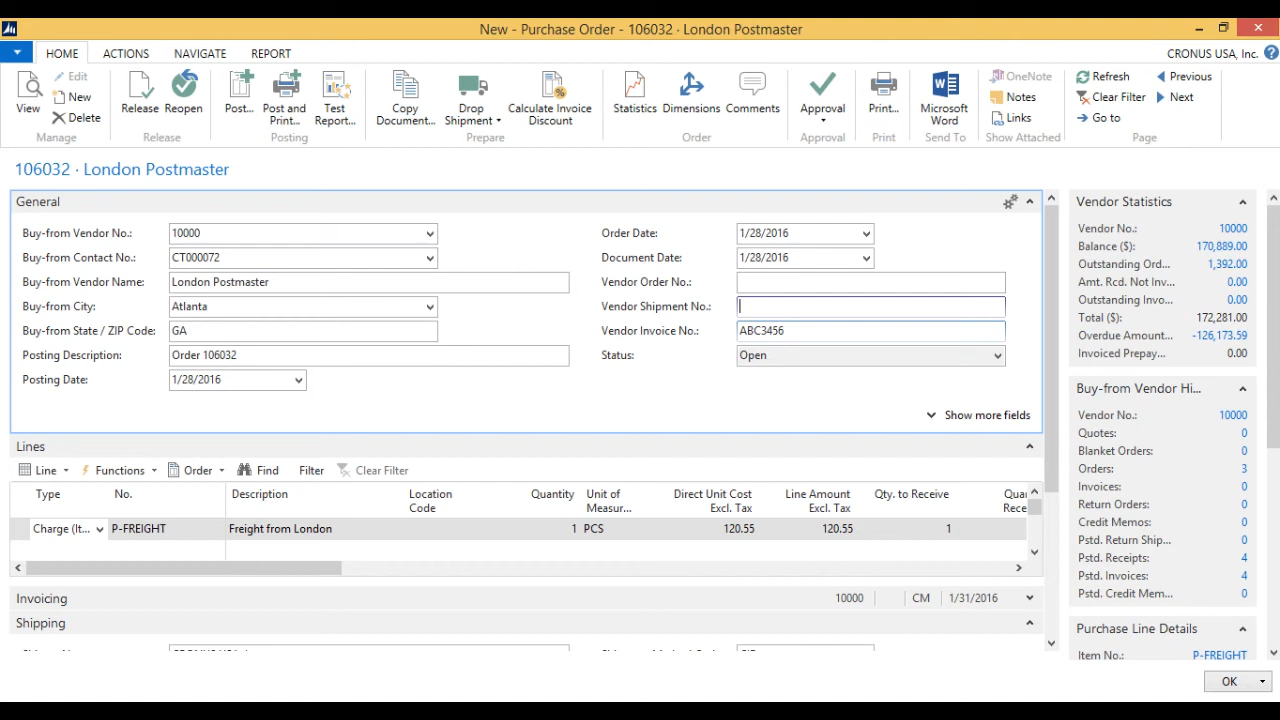 New - Purchase Order - 106032 · London Postmaster
HOME ACTIONS NAVIGATE REPORT CRONUS USA, Inc.
View Edit New Delete Manage
Release Reopen Release
Post... Post and Print... Test Report... Posting
Copy Document... Drop Shipment Calculate Invoice Discount Prepare
Statistics Dimensions Comments Order
Approval Approval
Print... Print
Microsoft Word Send To
OneNote Notes Links Show Attached
Refresh Clear Filter Go to Previous Next Page
106032 · London Postmaster
General
Buy-from Vendor No.: 10000
Buy-from Contact No.: CT000072
Buy-from Vendor Name: London Postmaster
Buy-from City: Atlanta
Buy-from State / ZIP Code: GA
Posting Description: Order 106032
Posting Date: 1/28/2016
Order Date: 1/28/2016
Document Date: 1/28/2016
Vendor Order No.:
Vendor Shipment No.:
Vendor Invoice No.: ABC3456
Status: Open
Show more fields
Lines
Line Functions Order Find Filter Clear Filter
Type No. Description Location Code Quantity Unit of Measur... Direct Unit Cost Excl. Tax Line Amount Excl. Tax Qty. to Receive
Charge (It... P-FREIGHT Freight from London 1 PCS 120.55 120.55 1
Invoicing 10000 CM 1/31/2016
Shipping
Vendor Statistics
Vendor No.: 10000
Balance ($): 170,889.00
Outstanding Ord... 1,392.00
Amt. Rcd. Not Inv... 0.00
Outstanding Invo... 0.00
Total ($): 172,281.00
Overdue Amount... -126,173.59
Invoiced Prepay... 0.00
Buy-from Vendor Hi...
Vendor No.: 10000
Quotes: 0
Blanket Orders: 0
Orders: 3
Invoices: 0
Return Orders: 0
Credit Memos: 0
Pstd. Return Ship... 0
Pstd. Receipts: 4
Pstd. Invoices: 4
Pstd. Credit Mem... 0
Purchase Line Details
Item No.: P-FREIGHT
OK